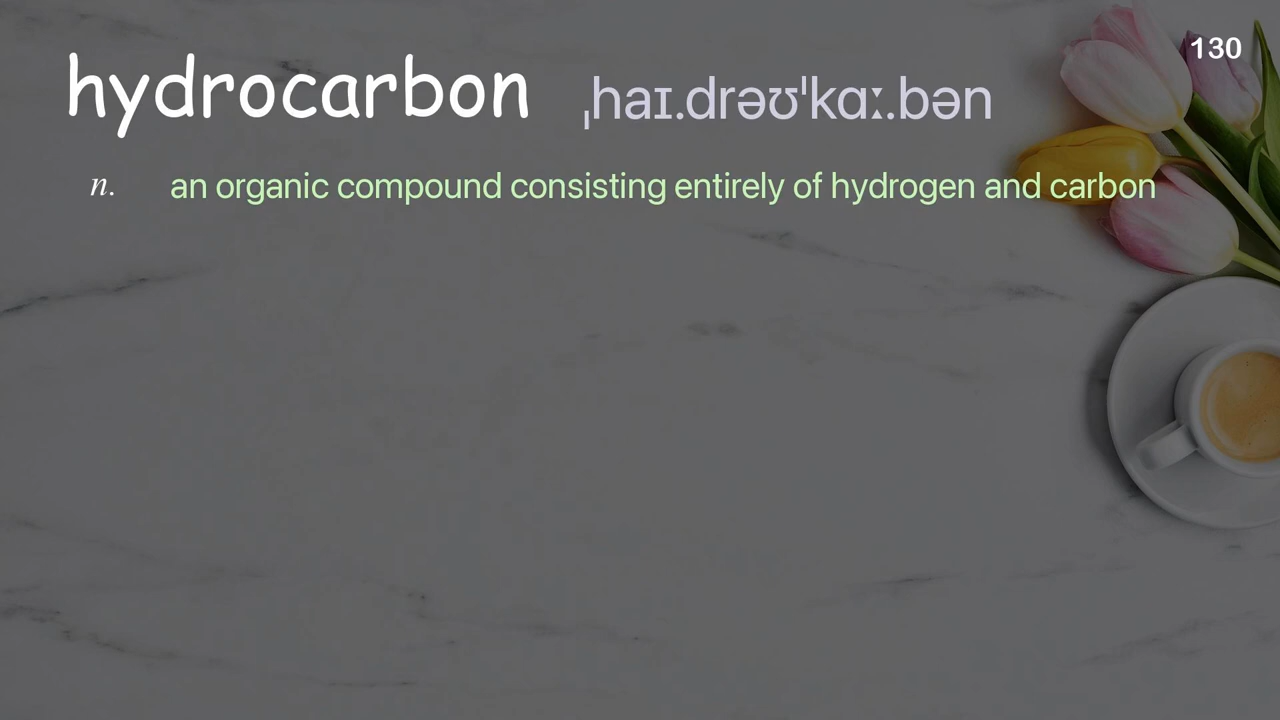 130
hydrocarbon ˌhaɪ.drəʊˈkɑː.bən
n. an organic compound consisting entirely of hydrogen and carbon